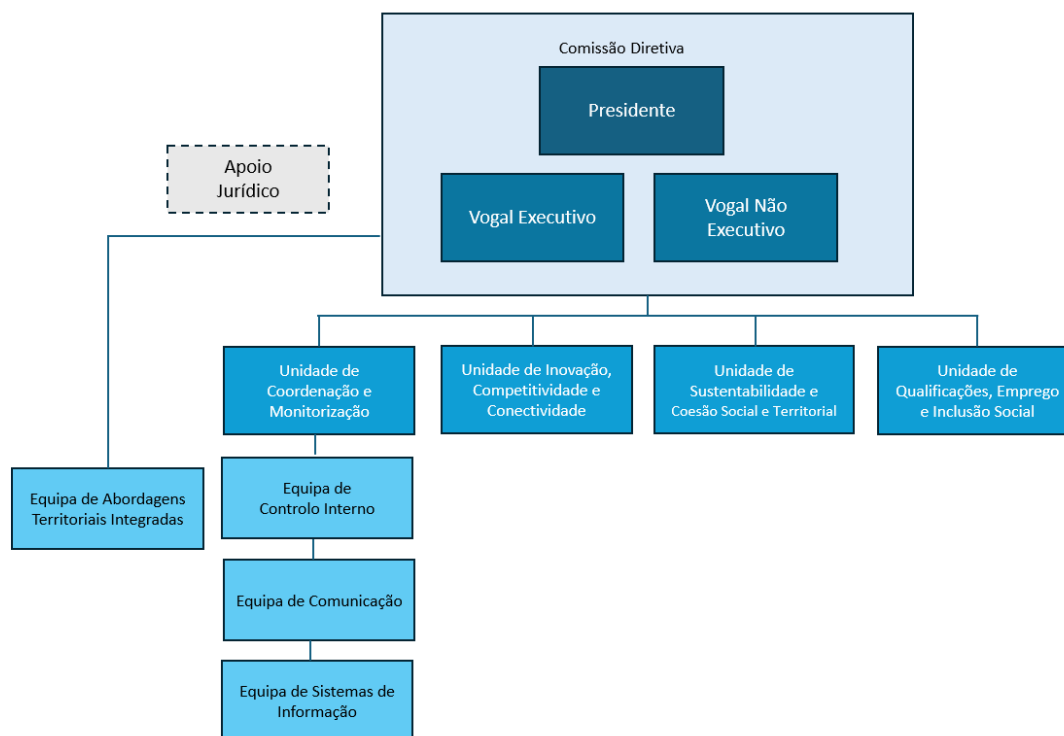 Comissão Diretiva
Presidente
Apoio
Jurídico
Vogal Executivo
Vogal Não
Executivo
Unidade de
Coordenação e
Monitorização
Unidade de Inovação,
Competitividade e
Conectividade
Unidade de
Sustentabilidade e
Coesão Social e Territorial
Unidade de
Qualificações, Emprego
e Inclusão Social
Equipa de Abordagens
Territoriais Integradas
Equipa de
Controlo Interno
Equipa de Comunicação
Equipa de Sistemas de
Informação